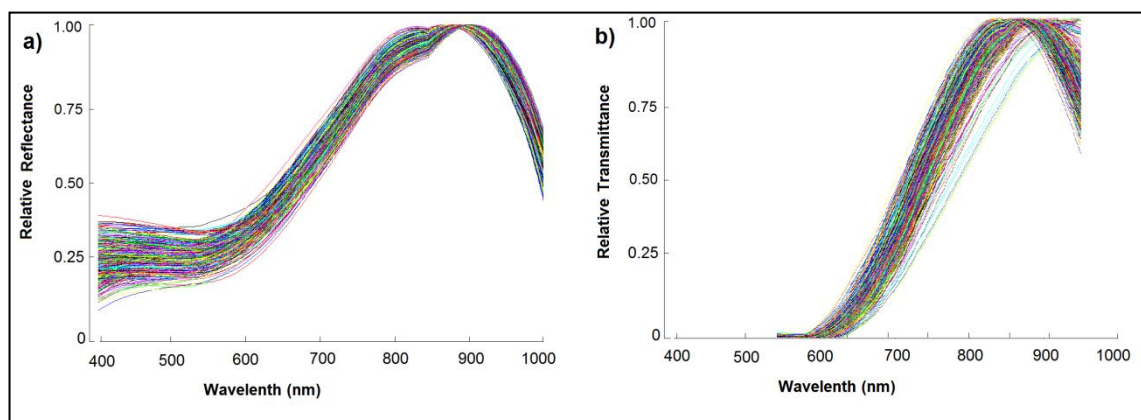 a)
Relative Reflectance
1.00
0.75
0.50
0.25
0
400 500 600 700 800 900 1000
Wavelenth (nm)
b)
Relative Transmittance
1.00
0.75
0.50
0.25
0
400 500 600 700 800 900 1000
Wavelenth (nm)